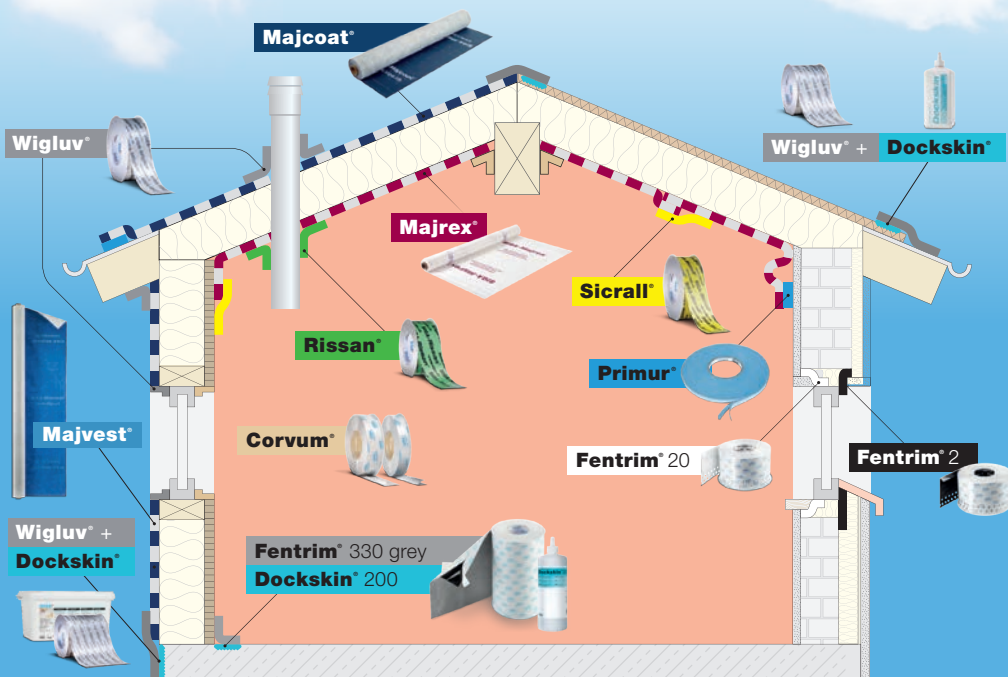 Majcoat®
Wigluv®
Wigluv® + Dockskin®
Majrex®
Sicrall®
Rissan®
Primur®
Majvest®
Corvum®
Fentrim® 20
Fentrim® 2
Wigluv® +
Dockskin®
Fentrim® 330 grey
Dockskin® 200